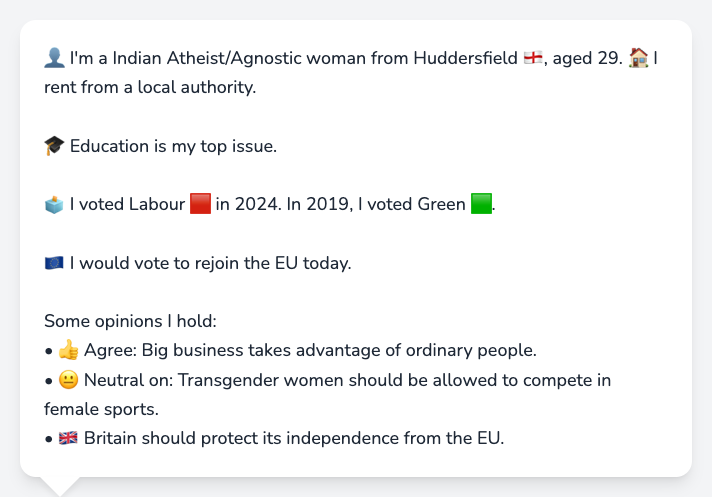 👤 I'm a Indian Atheist/Agnostic woman from Huddersfield 🏴󠁧󠁢󠁥󠁮󠁧󠁿, aged 29. 🏠 I
rent from a local authority.
🎓 Education is my top issue.
🗳️ I voted Labour 🟥 in 2024. In 2019, I voted Green 🟩.
🇪🇺 I would vote to rejoin the EU today.
Some opinions I hold:
• 👍 Agree: Big business takes advantage of ordinary people.
• 😐 Neutral on: Transgender women should be allowed to compete in
female sports.
• 🇬🇧 Britain should protect its independence from the EU.